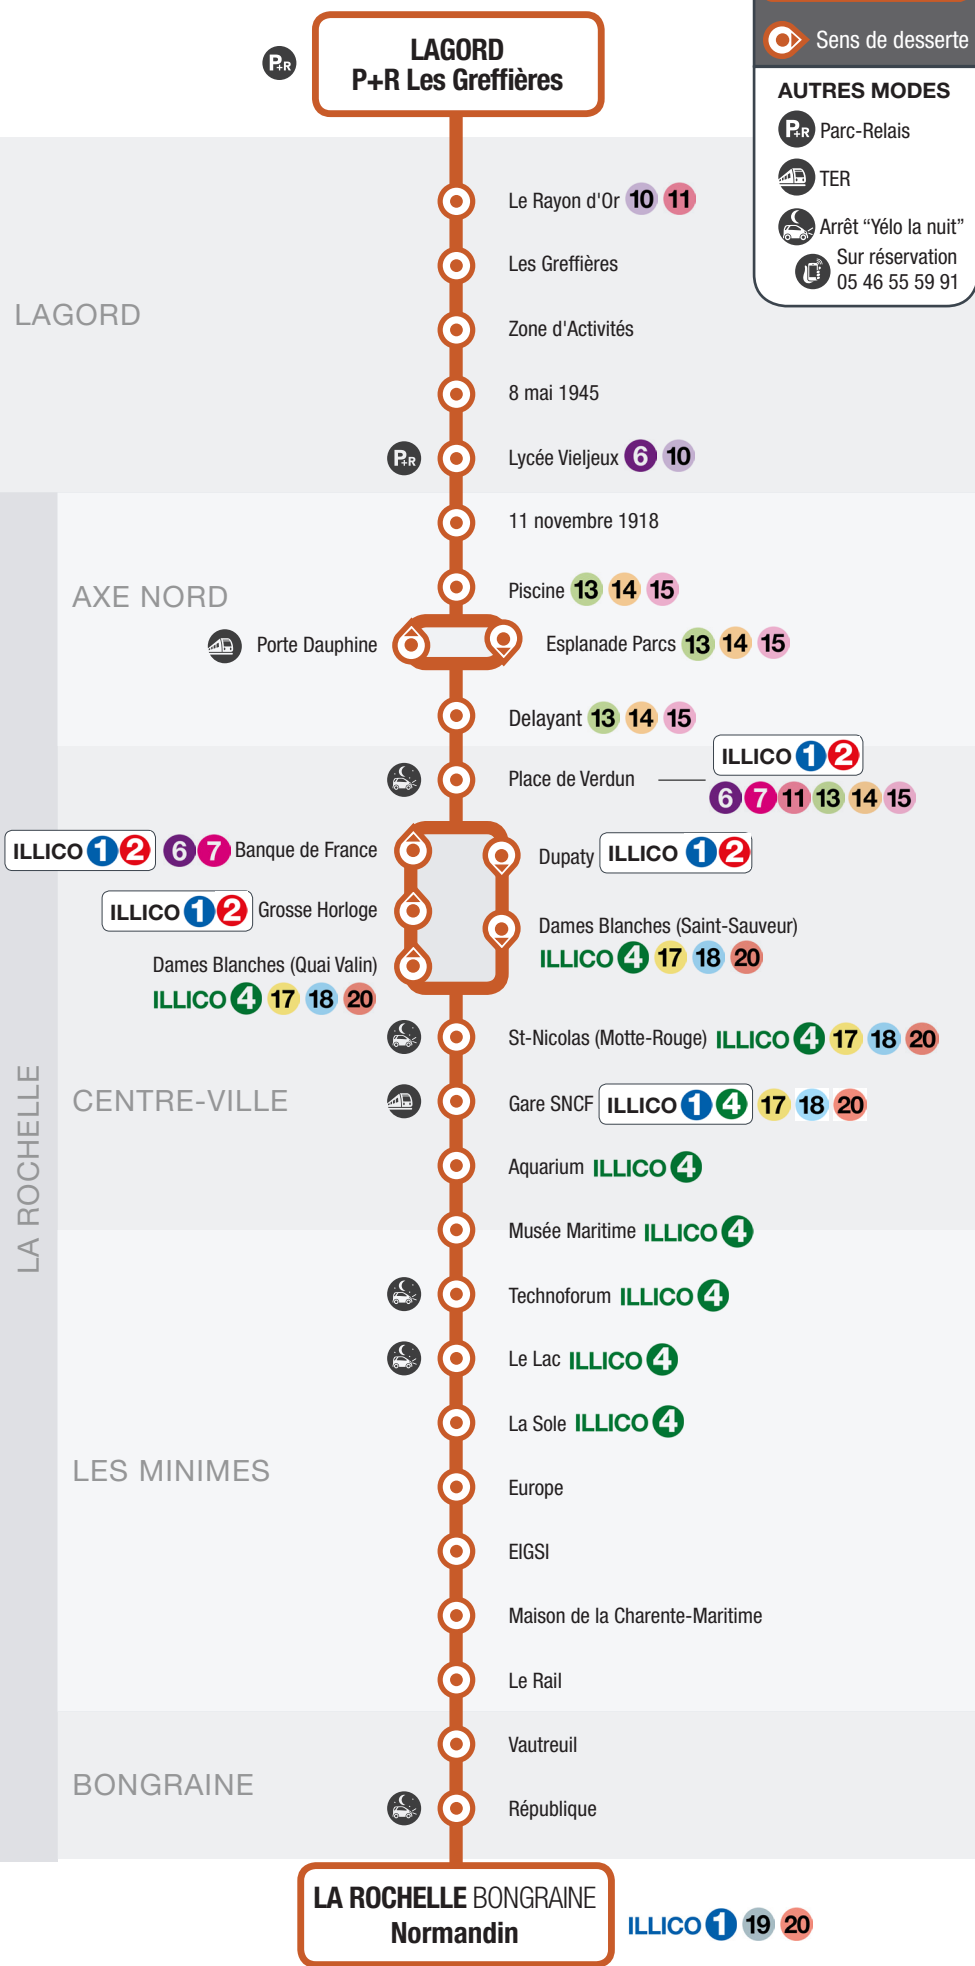 Sens de desserte
AUTRES MODES
P+R Parc-Relais
TER
Arrêt “Yélo la nuit”
Sur réservation
05 46 55 59 91
P+R
LAGORD
P+R Les Greffières
LAGORD
Le Rayon d'Or 10 11
Les Greffières
Zone d'Activités
8 mai 1945
P+R Lycée Vieljeux 6 10
LA ROCHELLE
AXE NORD
11 novembre 1918
Piscine 13 14 15
Porte Dauphine
Esplanade Parcs 13 14 15
Delayant 13 14 15
CENTRE-VILLE
Place de Verdun ILLICO 1 2
6 7 11 13 14 15
ILLICO 1 2 6 7 Banque de France
Dupaty ILLICO 1 2
ILLICO 1 2 Grosse Horloge
Dames Blanches (Saint-Sauveur)
ILLICO 4 17 18 20
Dames Blanches (Quai Valin)
ILLICO 4 17 18 20
St-Nicolas (Motte-Rouge) ILLICO 4 17 18 20
Gare SNCF ILLICO 1 4 17 18 20
Aquarium ILLICO 4
LES MINIMES
Musée Maritime ILLICO 4
Technoforum ILLICO 4
Le Lac ILLICO 4
La Sole ILLICO 4
Europe
EIGSI
Maison de la Charente-Maritime
Le Rail
BONGRAINE
Vautreuil
République
LA ROCHELLE BONGRAINE
Normandin
ILLICO 1 19 20